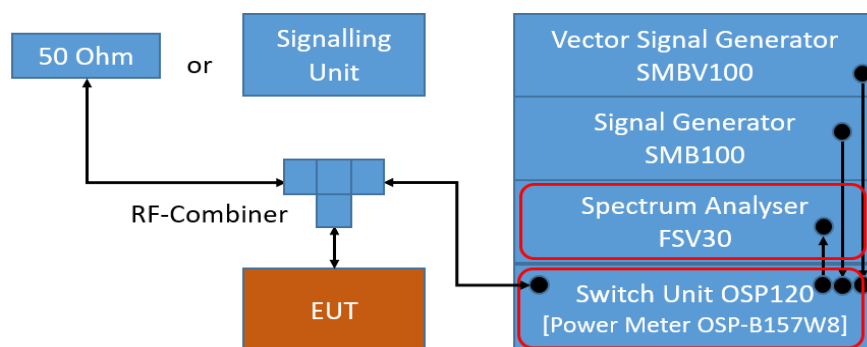 50 Ohm
or
Signalling
Unit
RF-Combiner
EUT
Vector Signal Generator
SMBV100
Signal Generator
SMB100
Spectrum Analyser
FSV30
Switch Unit OSP120
[Power Meter OSP-B157W8]